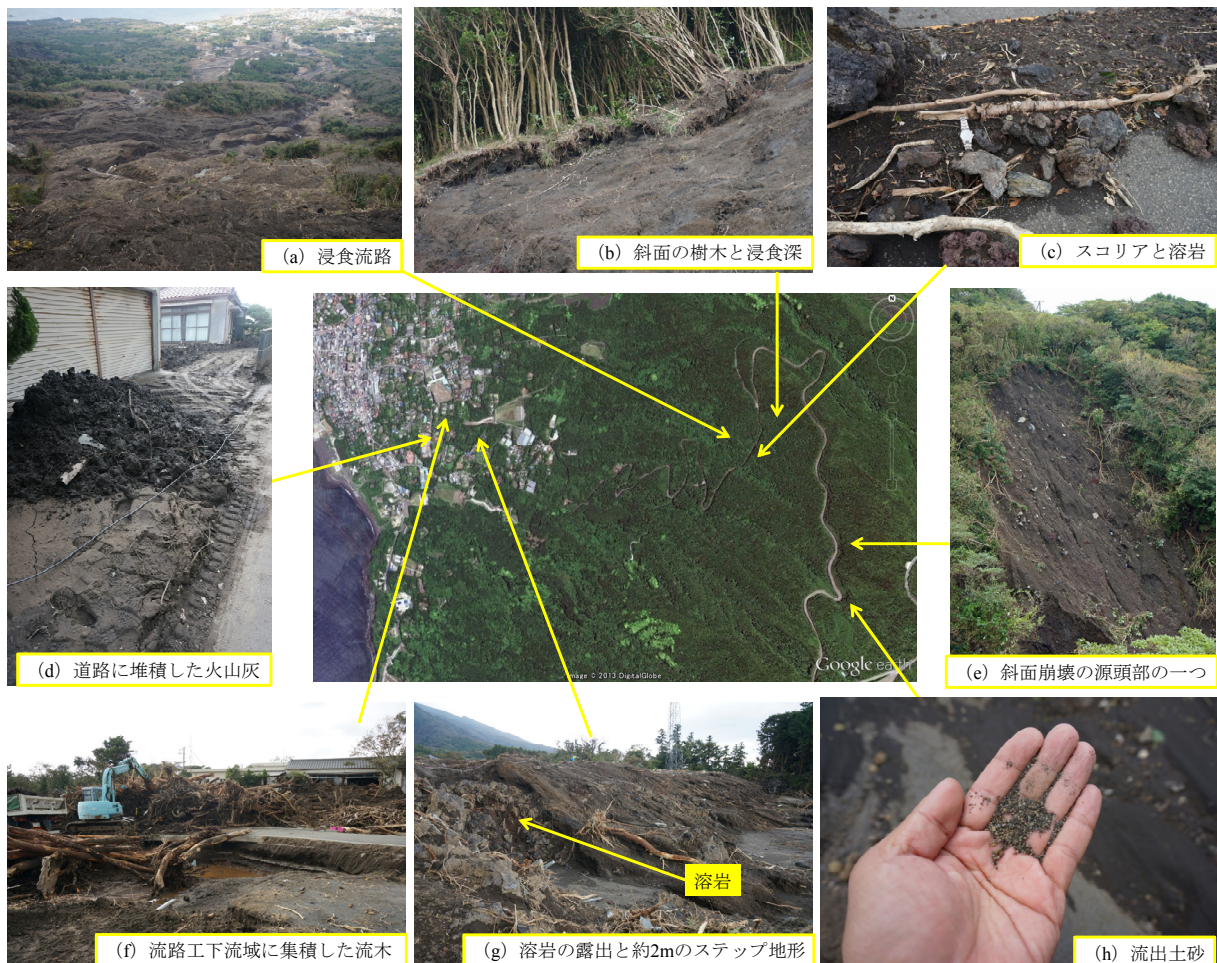 (a) 浸食流路
(b) 斜面の樹木と浸食深
(c) スコリアと溶岩
N
(d) 道路に堆積した火山灰
Google earth
Image © 2013 DigitalGlobe
(e) 斜面崩壊の源頭部の一つ
溶岩
(f) 流路工下流域に集積した流木
(g) 溶岩の露出と約2mのステップ地形
(h) 流出土砂